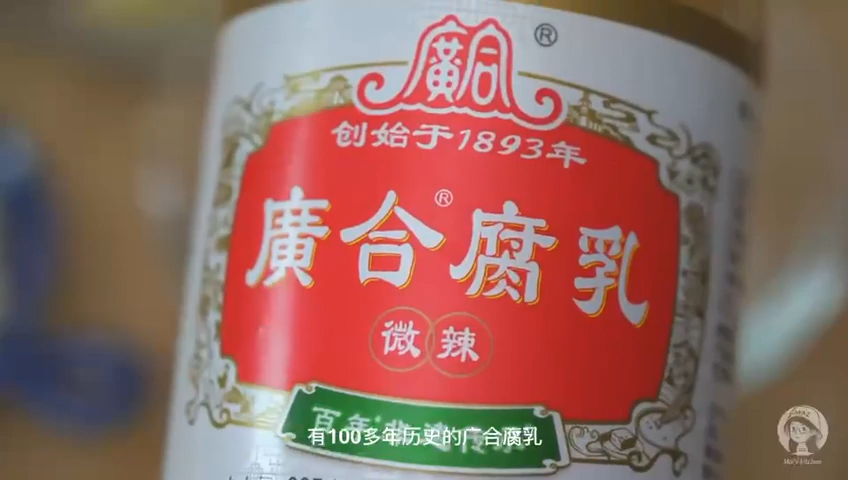 廣合
®
创始于1893年
廣合®腐乳
微辣
有100多年历史的广合腐乳